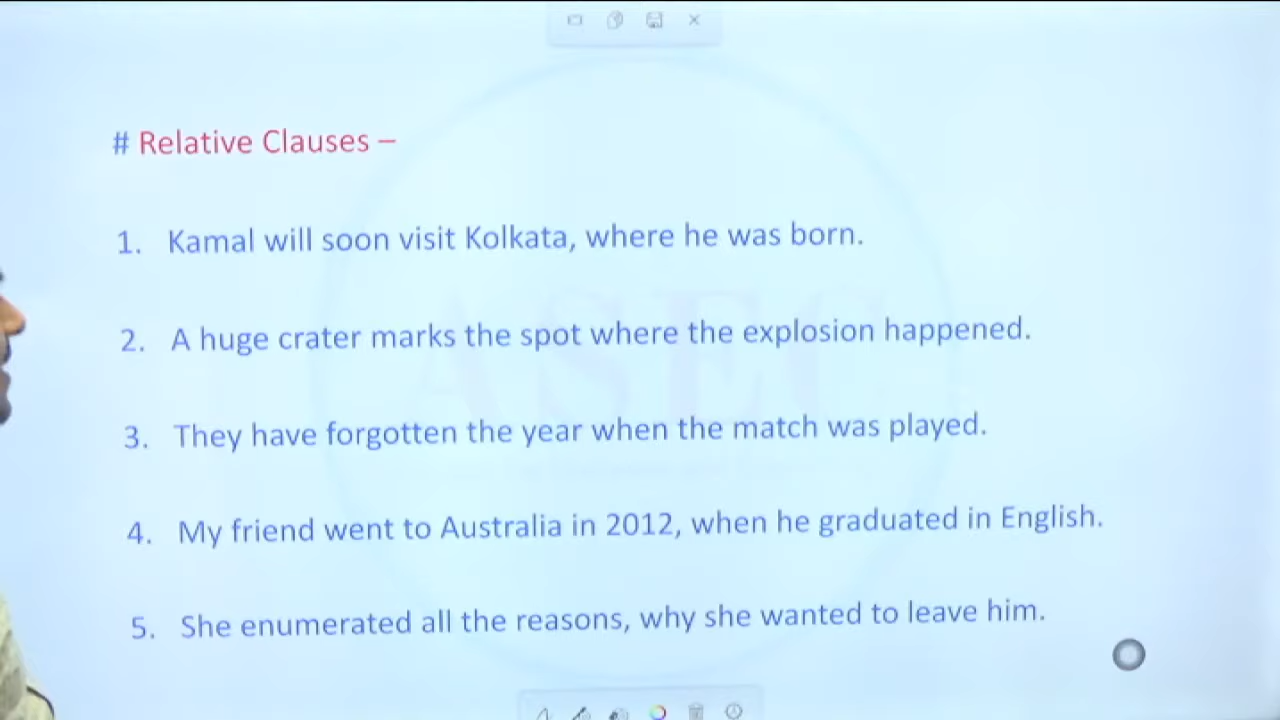 # Relative Clauses –
1. Kamal will soon visit Kolkata, where he was born.
2. A huge crater marks the spot where the explosion happened.
3. They have forgotten the year when the match was played.
4. My friend went to Australia in 2012, when he graduated in English.
5. She enumerated all the reasons, why she wanted to leave him.
ASEC